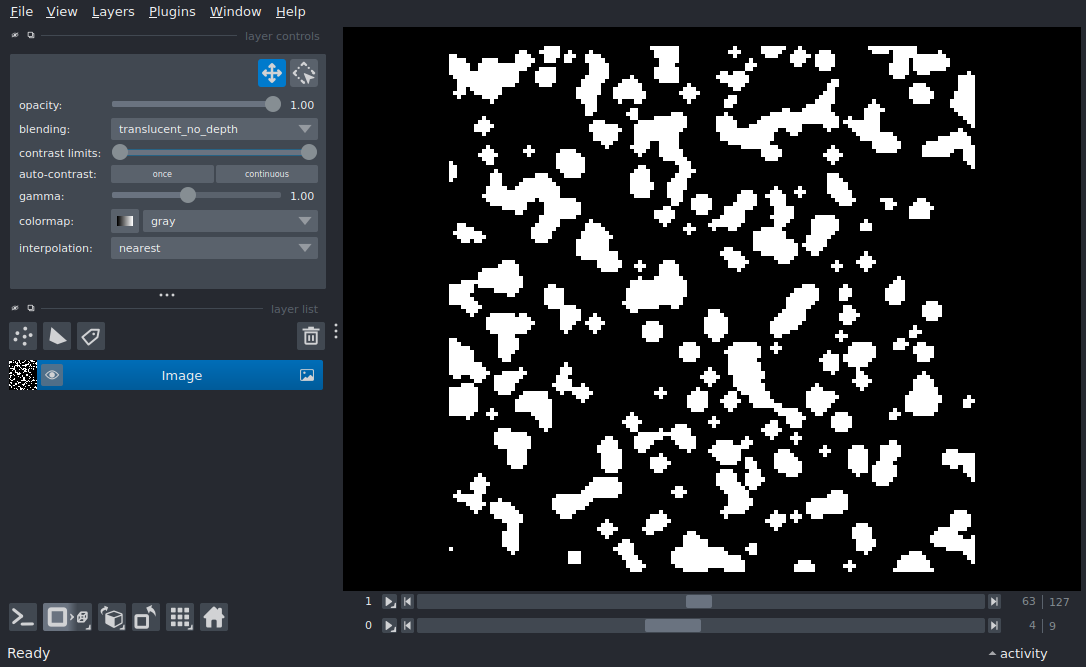 File View Layers Plugins Window Help
layer controls
opacity: 1.00
blending: translucent_no_depth
contrast limits:
auto-contrast: once continuous
gamma: 1.00
colormap: gray
interpolation: nearest
layer list
Image
1 63 127
0 4 9
Ready activity